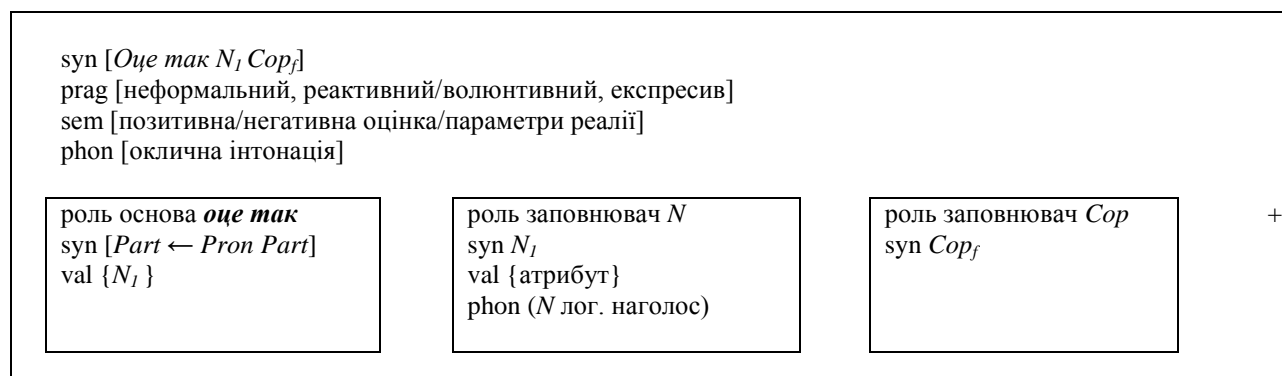 syn [Оце так N₁ Cop_f]
prag [неформальний, реактивний/волюнтивний, експресив]
sem [позитивна/негативна оцінка/параметри реалії]
phon [оклична інтонація]
роль основа оце так
syn [Part ← Pron Part]
val {N₁ }
роль заповнювач N
syn N₁
val {атрибут}
phon (N лог. наголос)
роль заповнювач Cop
syn Cop_f
+